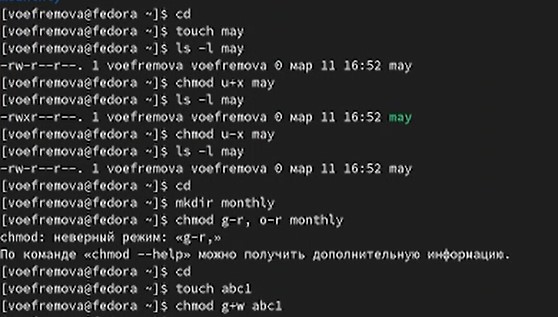 [voefremova@fedora ~]$ cd
[voefremova@fedora ~]$ touch may
[voefremova@fedora ~]$ ls -l may
-rw-r--r--. 1 voefremova voefremova 0 мар 11 16:52 may
[voefremova@fedora ~]$ chmod u+x may
[voefremova@fedora ~]$ ls -l may
-rwxr--r--. 1 voefremova voefremova 0 мар 11 16:52 may
[voefremova@fedora ~]$ chmod u-x may
[voefremova@fedora ~]$ ls -l may
-rw-r--r--. 1 voefremova voefremova 0 мар 11 16:52 may
[voefremova@fedora ~]$ cd
[voefremova@fedora ~]$ mkdir monthly
[voefremova@fedora ~]$ chmod g-r, o-r monthly
chmod: неверный режим: «g-r,»
По команде «chmod --help» можно получить дополнительную информацию.
[voefremova@fedora ~]$ cd
[voefremova@fedora ~]$ touch abc1
[voefremova@fedora ~]$ chmod g+w abc1